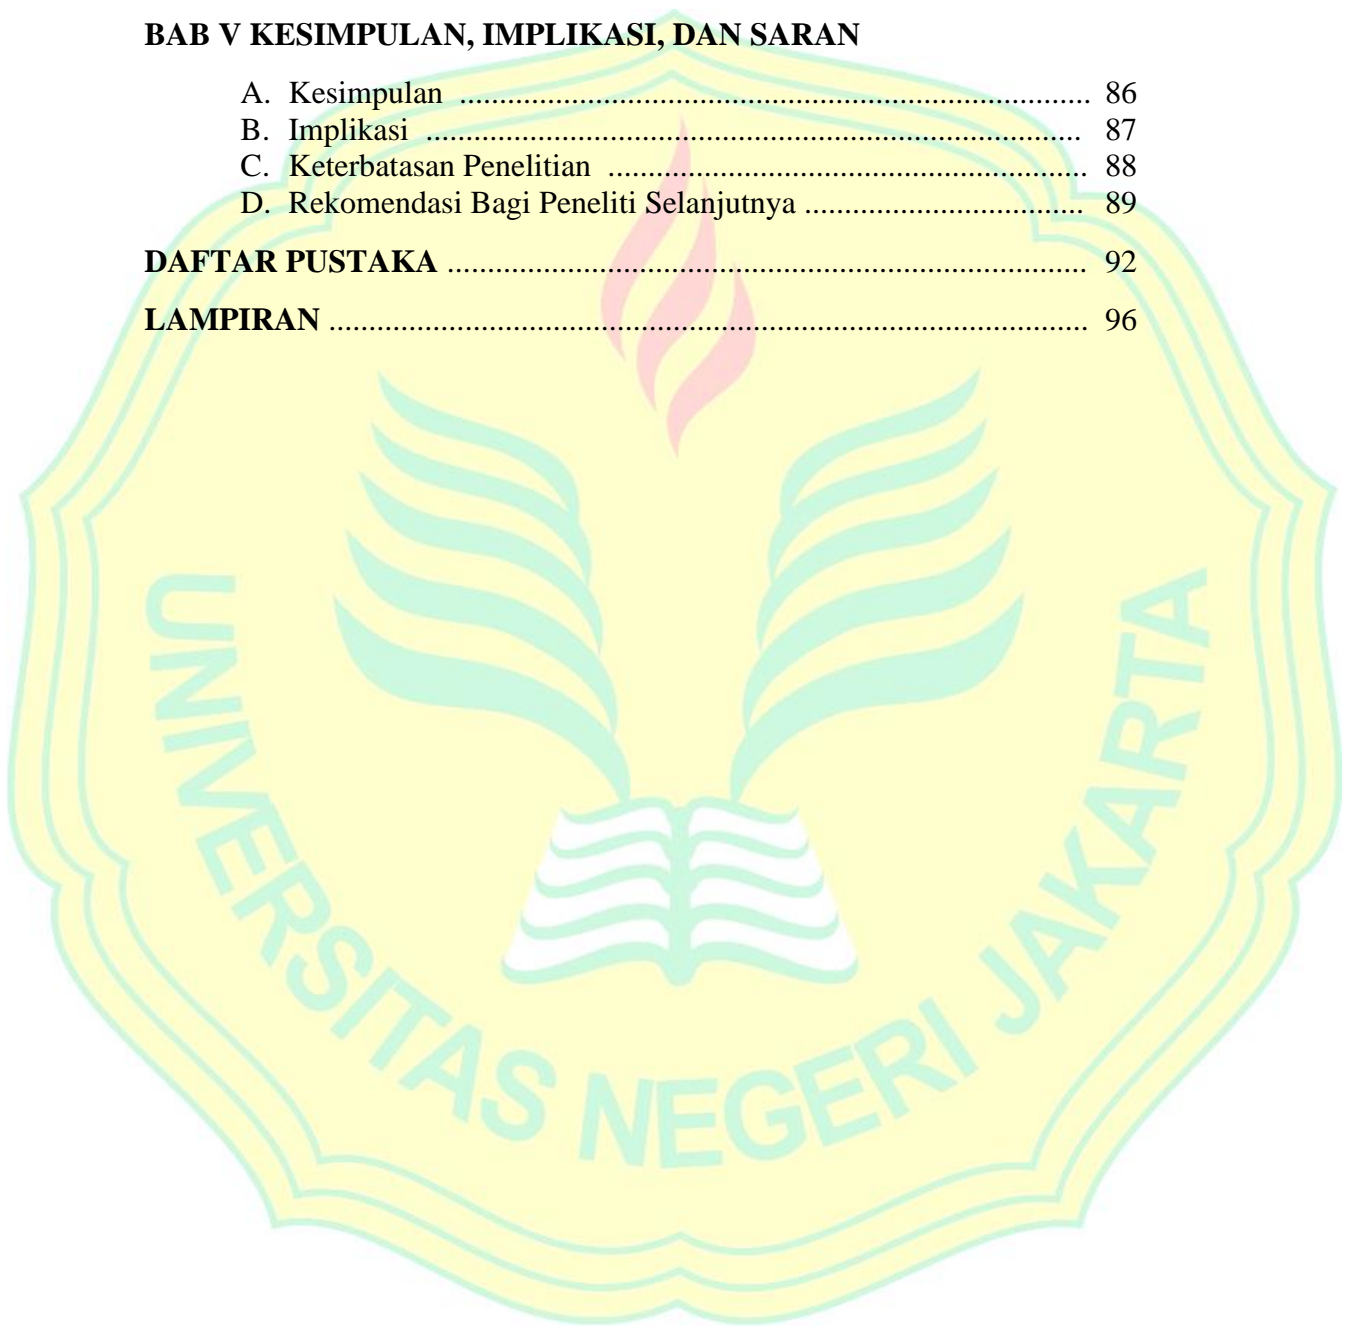 BAB V KESIMPULAN, IMPLIKASI, DAN SARAN
A. Kesimpulan ................................................................................ 86
B. Implikasi ................................................................................... 87
C. Keterbatasan Penelitian ............................................................. 88
D. Rekomendasi Bagi Peneliti Selanjutnya ................................... 89
DAFTAR PUSTAKA ................................................................................. 92
LAMPIRAN ................................................................................................ 96
UNIVERSITAS NEGERI JAKARTA